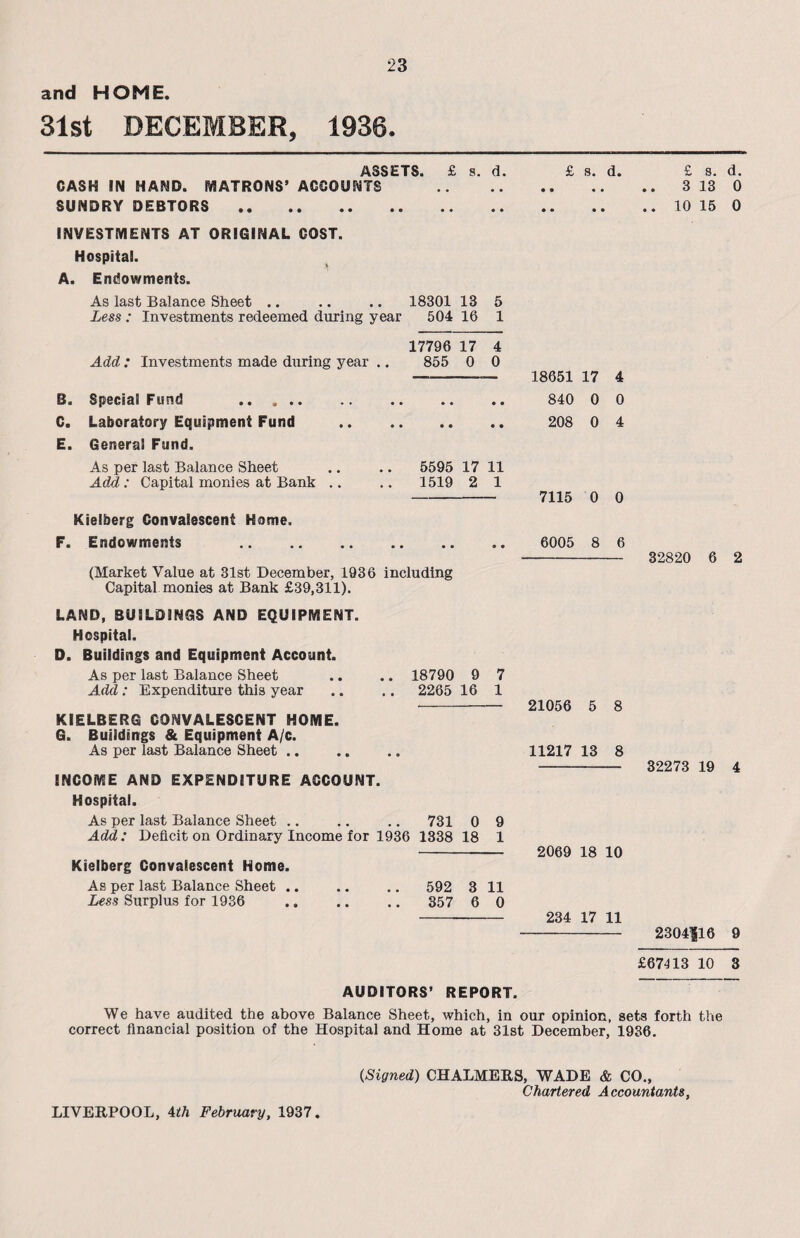 23
and HOME.
31st DECEMBER, 1936.
ASSETS. £ s. d. £ s. d. £ s. d.
CASH IN HAND. MATRONS' ACCOUNTS .. .. .. .. .. 3 13 0
SUNDRY DEBTORS .. .. .. .. .. .. .. .. .. 10 15 0
INVESTMENTS AT ORIGINAL COST.
Hospital.
A. Endowments.
As last Balance Sheet .. .. .. 18301 13 5
Less : Investments redeemed during year 504 16 1
17796 17 4
Add : Investments made during year .. 855 0 0
18651 17 4
B. Special Fund .. .. .. .. .. .. 840 0 0
C. Laboratory Equipment Fund .. .. .. .. 208 0 4
E. General Fund.
As per last Balance Sheet .. .. 5595 17 11
Add : Capital monies at Bank .. .. 1519 2 1
7115 0 0
Kielberg Convalescent Home.
F. Endowments .. .. .. .. .. .. 6005 8 6
32820 6 2
(Market Value at 31st December, 1936 including
Capital monies at Bank £39,311).
LAND, BUILDINGS AND EQUIPMENT.
Hospital.
D. Buildings and Equipment Account.
As per last Balance Sheet .. .. 18790 9 7
Add : Expenditure this year .. .. 2265 16 1
21056 5 8
KIELBERG CONVALESCENT HOME.
G. Buildings & Equipment A/c.
As per last Balance Sheet .. .. .. 11217 13 8
32273 19 4
INCOME AND EXPENDITURE ACCOUNT.
Hospital.
As per last Balance Sheet .. .. .. 731 0 9
Add : Deficit on Ordinary Income for 1936 1338 18 1
2069 18 10
Kielberg Convalescent Home.
As per last Balance Sheet .. .. .. 592 3 11
Less Surplus for 1936 .. .. .. 357 6 0
234 17 11
2304 16 9
£67413 10 3
AUDITORS' REPORT.
We have audited the above Balance Sheet, which, in our opinion, sets forth the
correct financial position of the Hospital and Home at 31st December, 1936.
(Signed) CHALMERS, WADE & CO.,
Chartered Accountants,
LIVERPOOL, 4th February, 1937.